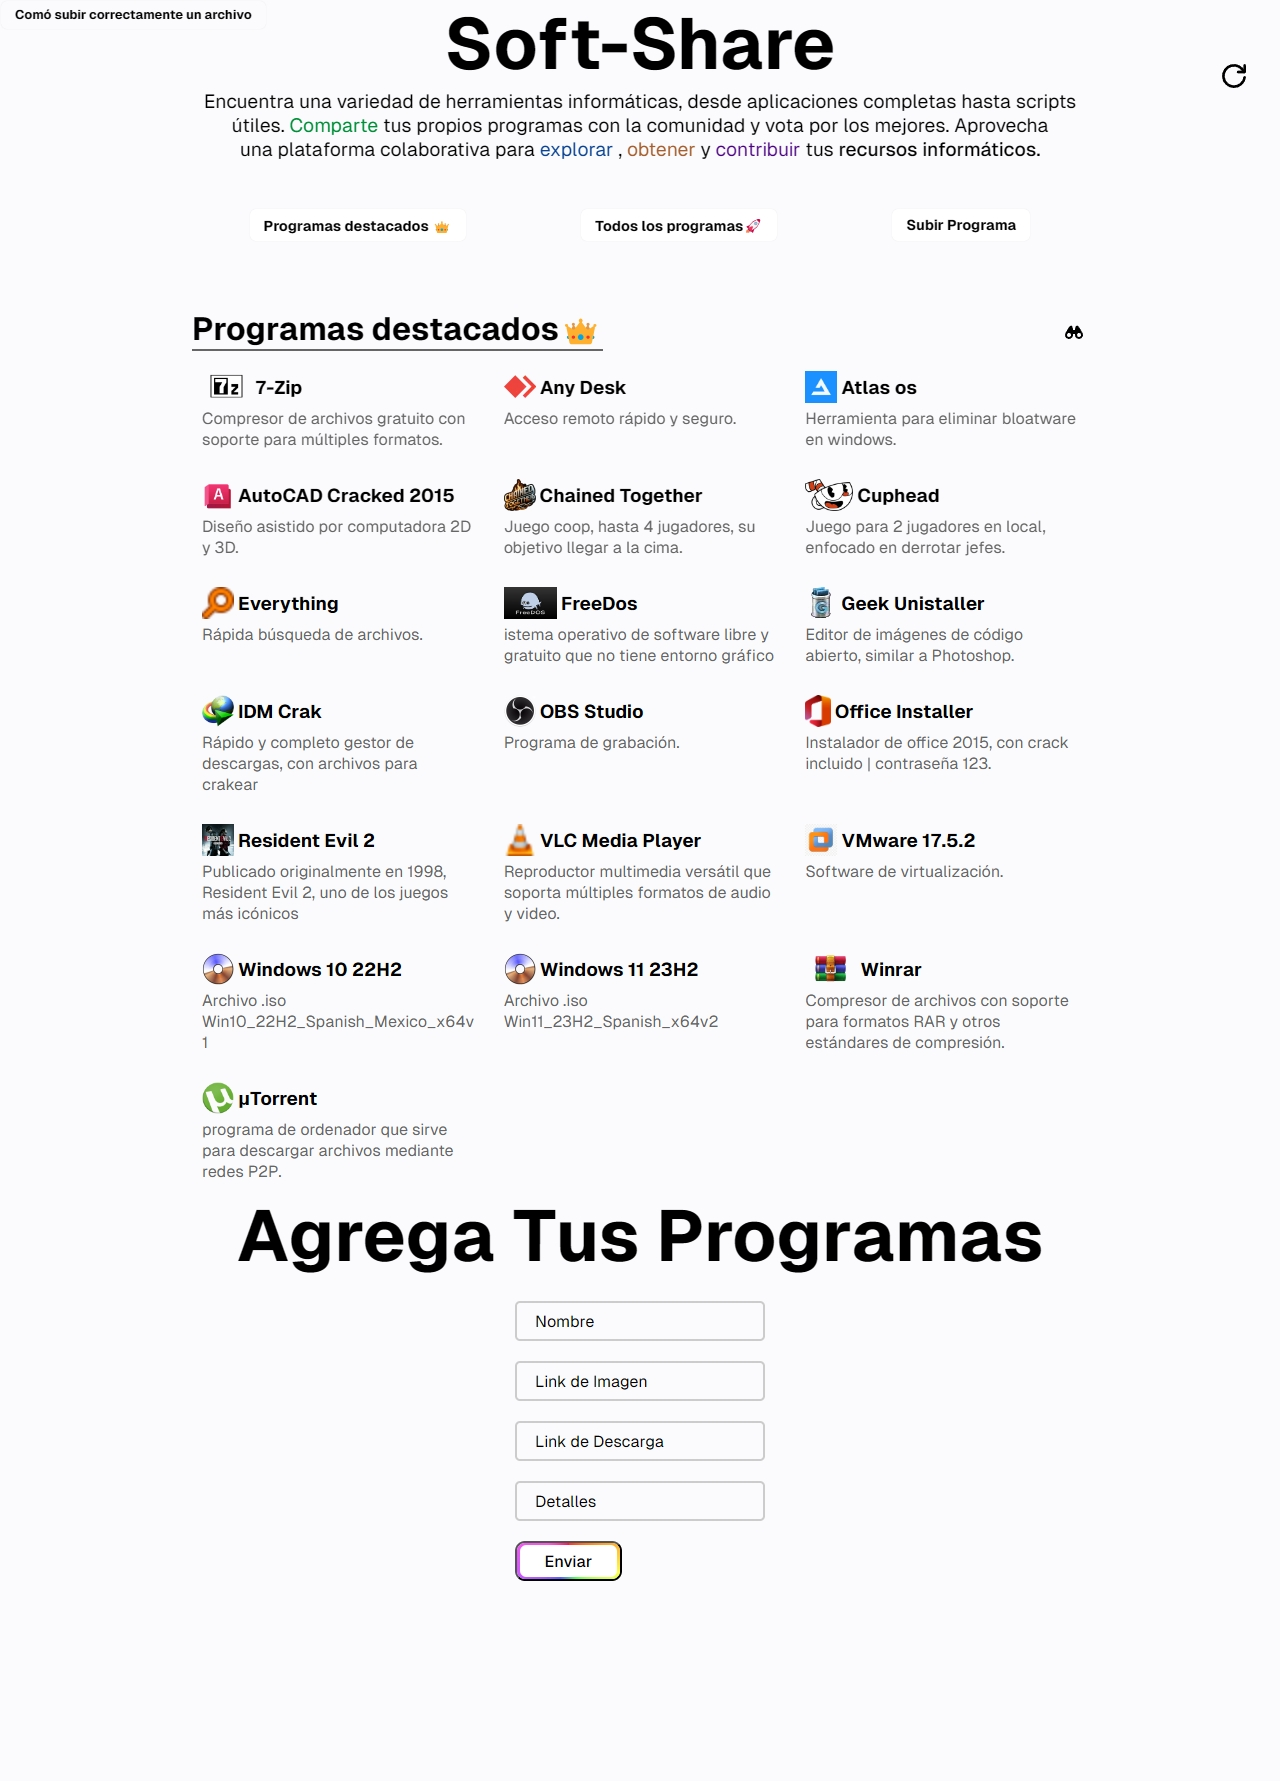 Comó subir correctamente un archivo
Soft-Share
Encuentra una variedad de herramientas informáticas, desde aplicaciones completas hasta scripts
útiles. Comparte tus propios programas con la comunidad y vota por los mejores. Aprovecha
una plataforma colaborativa para explorar , obtener y contribuir tus recursos informáticos.
Programas destacados 👑
Todos los programas🚀
Subir Programa
Programas destacados 👑
7-Zip
Compresor de archivos gratuito con
soporte para múltiples formatos.
Any Desk
Acceso remoto rápido y seguro.
Atlas os
Herramienta para eliminar bloatware
en windows.
AutoCAD Cracked 2015
Diseño asistido por computadora 2D
y 3D.
Chained Together
Juego coop, hasta 4 jugadores, su
objetivo llegar a la cima.
Cuphead
Juego para 2 jugadores en local,
enfocado en derrotar jefes.
Everything
Rápida búsqueda de archivos.
FreeDos
istema operativo de software libre y
gratuito que no tiene entorno gráfico
Geek Unistaller
Editor de imágenes de código
abierto, similar a Photoshop.
IDM Crak
Rápido y completo gestor de
descargas, con archivos para
crakear
OBS Studio
Programa de grabación.
Office Installer
Instalador de office 2015, con crack
incluido | contraseña 123.
Resident Evil 2
Publicado originalmente en 1998,
Resident Evil 2, uno de los juegos
más icónicos
VLC Media Player
Reproductor multimedia versátil que
soporta múltiples formatos de audio
y video.
VMware 17.5.2
Software de virtualización.
Windows 10 22H2
Archivo .iso
Win10_22H2_Spanish_Mexico_x64v
1
Windows 11 23H2
Archivo .iso
Win11_23H2_Spanish_x64v2
Winrar
Compresor de archivos con soporte
para formatos RAR y otros
estándares de compresión.
µTorrent
programa de ordenador que sirve
para descargar archivos mediante
redes P2P.
Agrega Tus Programas
Nombre
Link de Imagen
Link de Descarga
Detalles
Enviar